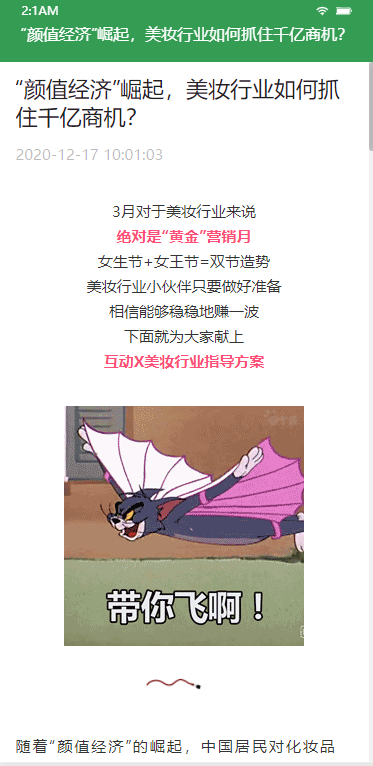 2:1AM
“颜值经济”崛起，美妆行业如何抓住千亿商机？
“颜值经济”崛起，美妆行业如何抓
住千亿商机？
2020-12-17 10:01:03
3月对于美妆行业来说
绝对是“黄金”营销月
女生节+女王节=双节造势
美妆行业小伙伴只要做好准备
相信能够稳稳地赚一波
下面就为大家献上
互动X美妆行业指导方案
带你飞啊！
随着“颜值经济”的崛起，中国居民对化妆品